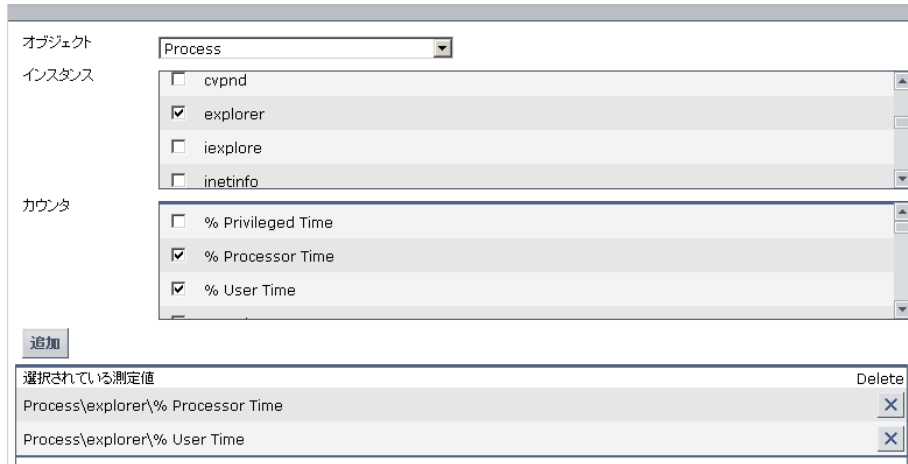 オブジェクト
Process
インスタンス
cvpnd
explorer
iexplore
inetinfo
カウンタ
% Privileged Time
% Processor Time
% User Time
追加
選択されている測定値 Delete
Process\explorer\% Processor Time
Process\explorer\% User Time